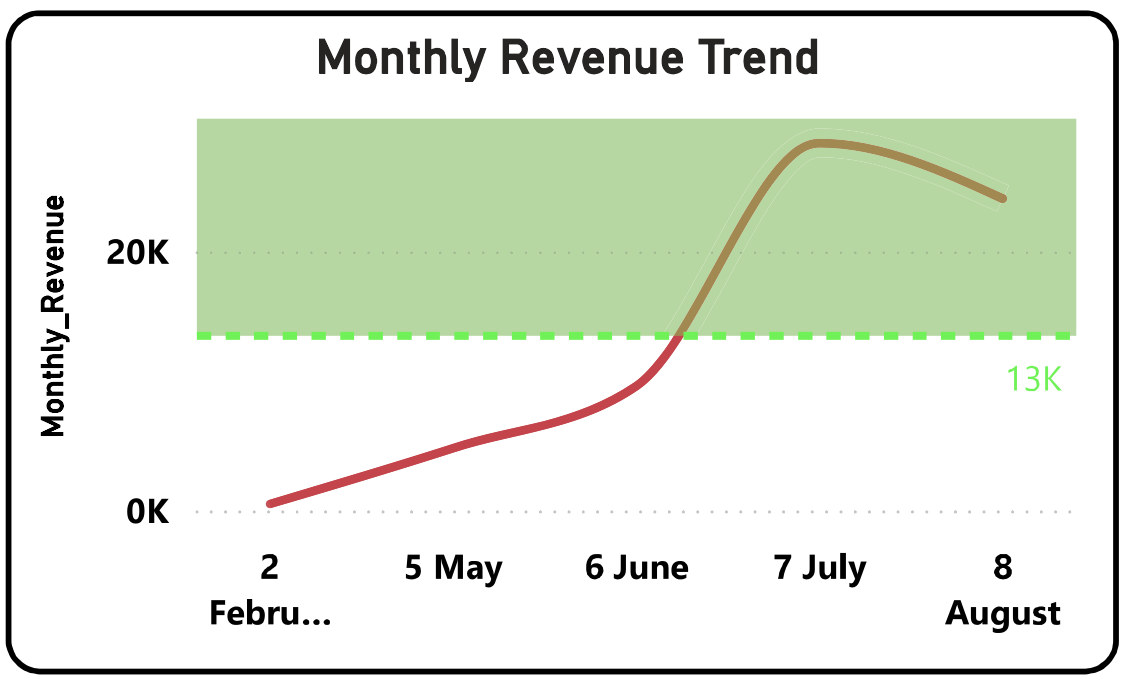 Monthly Revenue Trend
Monthly_Revenue
20K
13K
0K
2 5 May 6 June 7 July 8
Febru... August